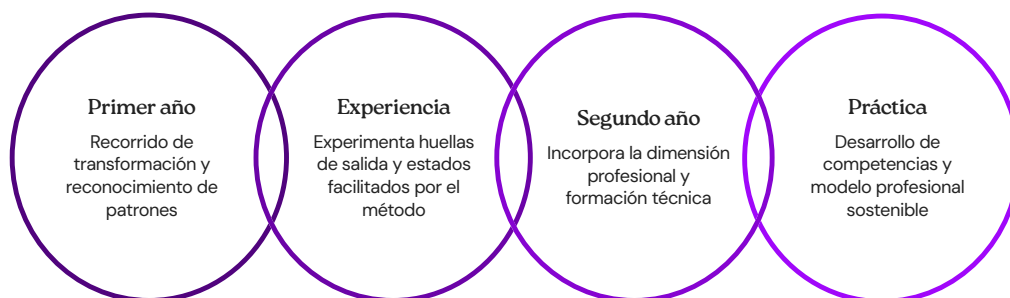 Primer año
Recorrido de
transformación y
reconocimiento de
patrones
Experiencia
Experimenta huellas
de salida y estados
facilitados por el
método
Segundo año
Incorpora la dimensión
profesional y
formación técnica
Práctica
Desarrollo de
competencias y
modelo profesional
sostenible